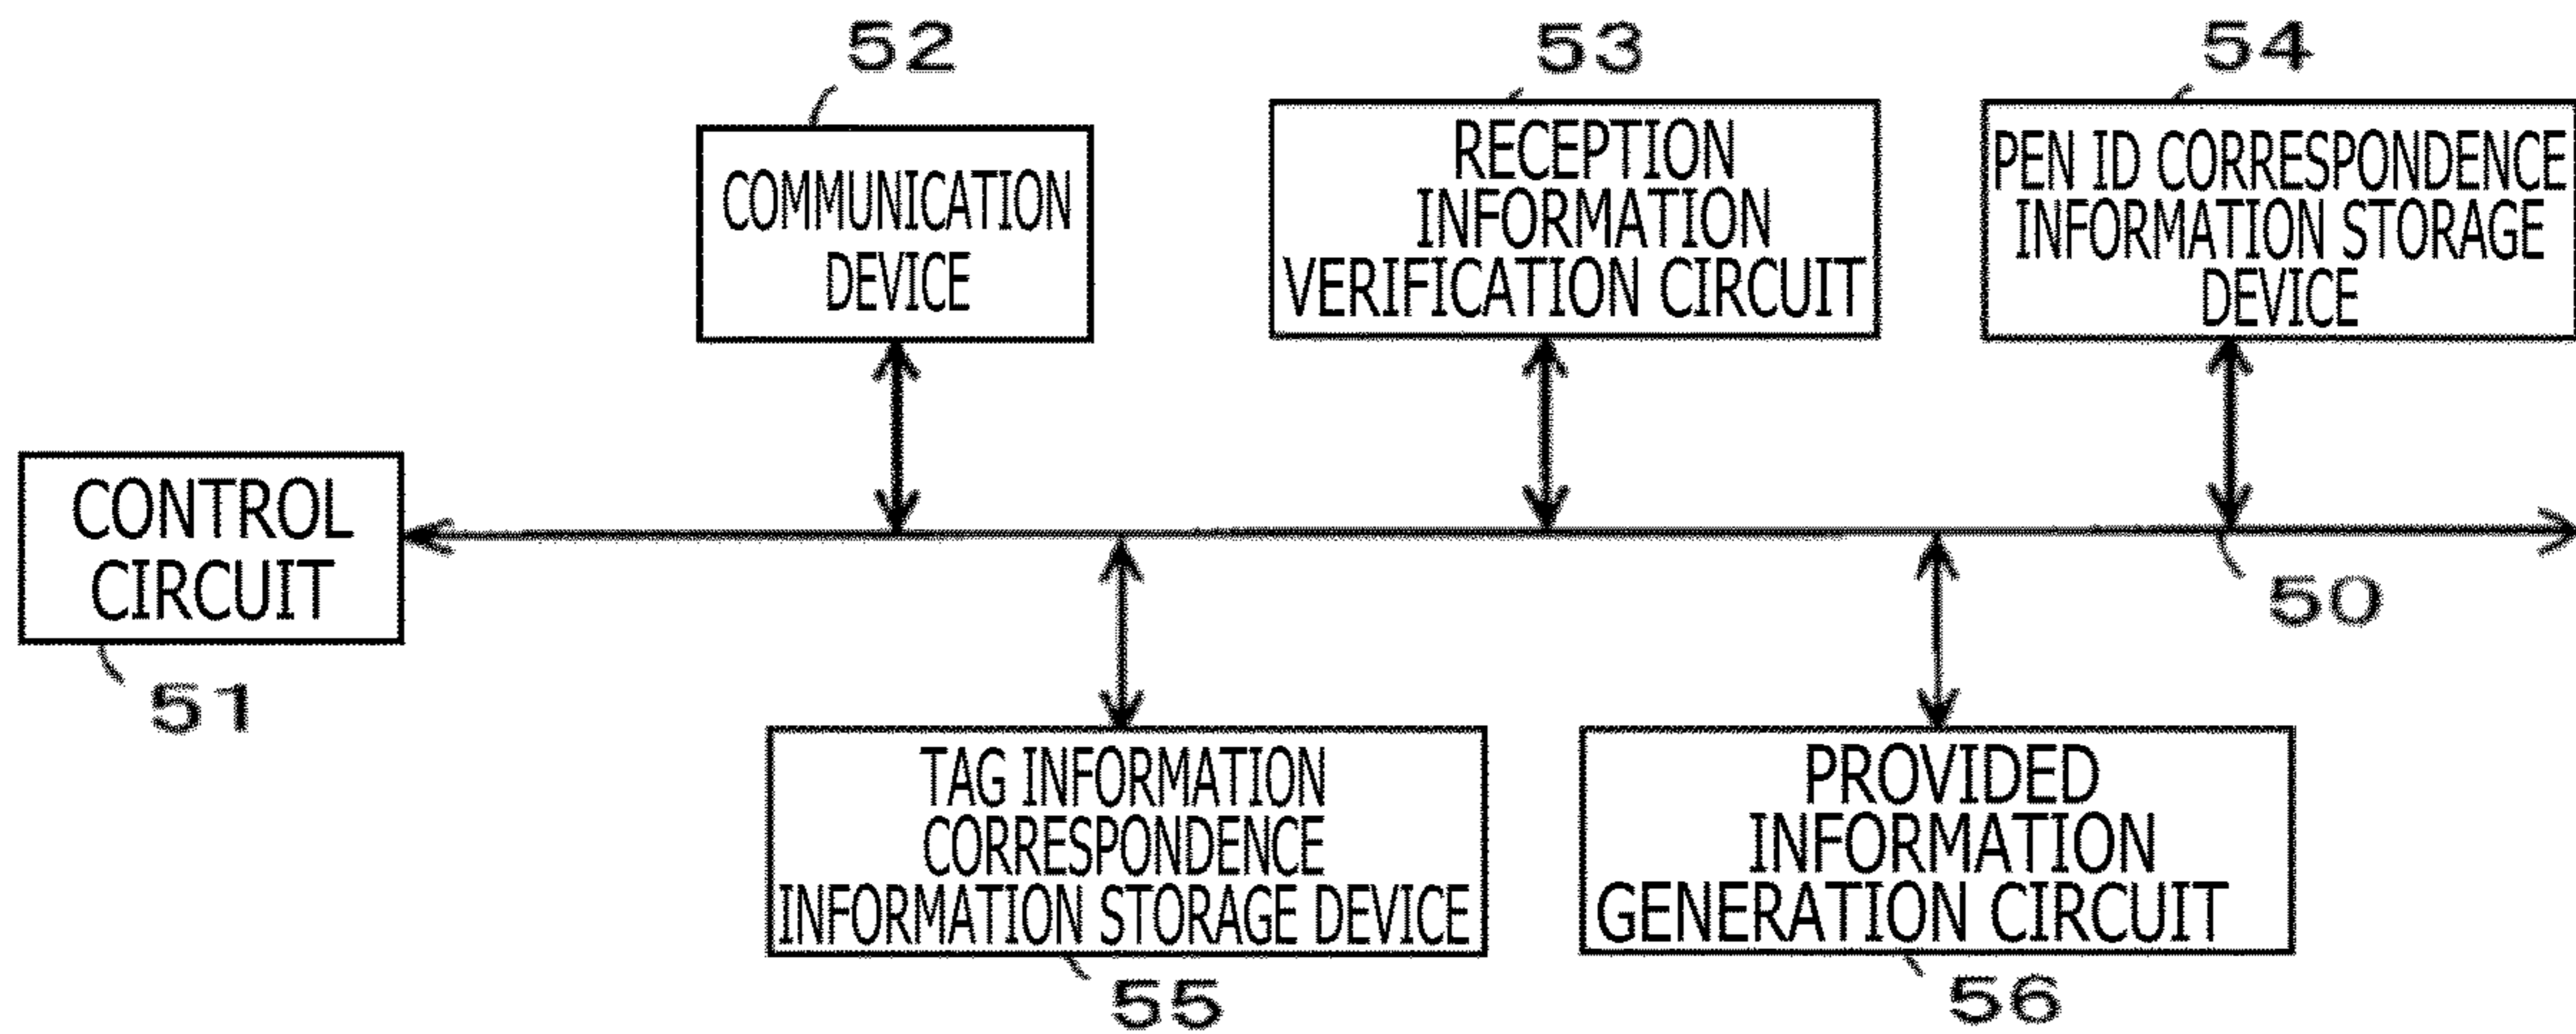 52
COMMUNICATION
DEVICE
53
RECEPTION
INFORMATION
VERIFICATION CIRCUIT
54
PEN ID CORRESPONDENCE
INFORMATION STORAGE
DEVICE
CONTROL
CIRCUIT
51
50
TAG INFORMATION
CORRESPONDENCE
INFORMATION STORAGE DEVICE
55
PROVIDED
INFORMATION
GENERATION CIRCUIT
56